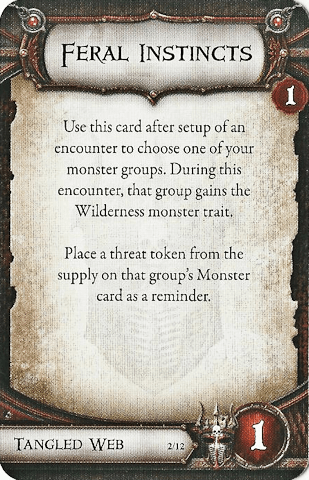 FERAL INSTINCTS
1
Use this card after setup of an
encounter to choose one of your
monster groups. During this
encounter, that group gains the
Wilderness monster trait.
Place a threat token from the
supply on that group's Monster
card as a reminder.
TANGLED WEB 2/12 1